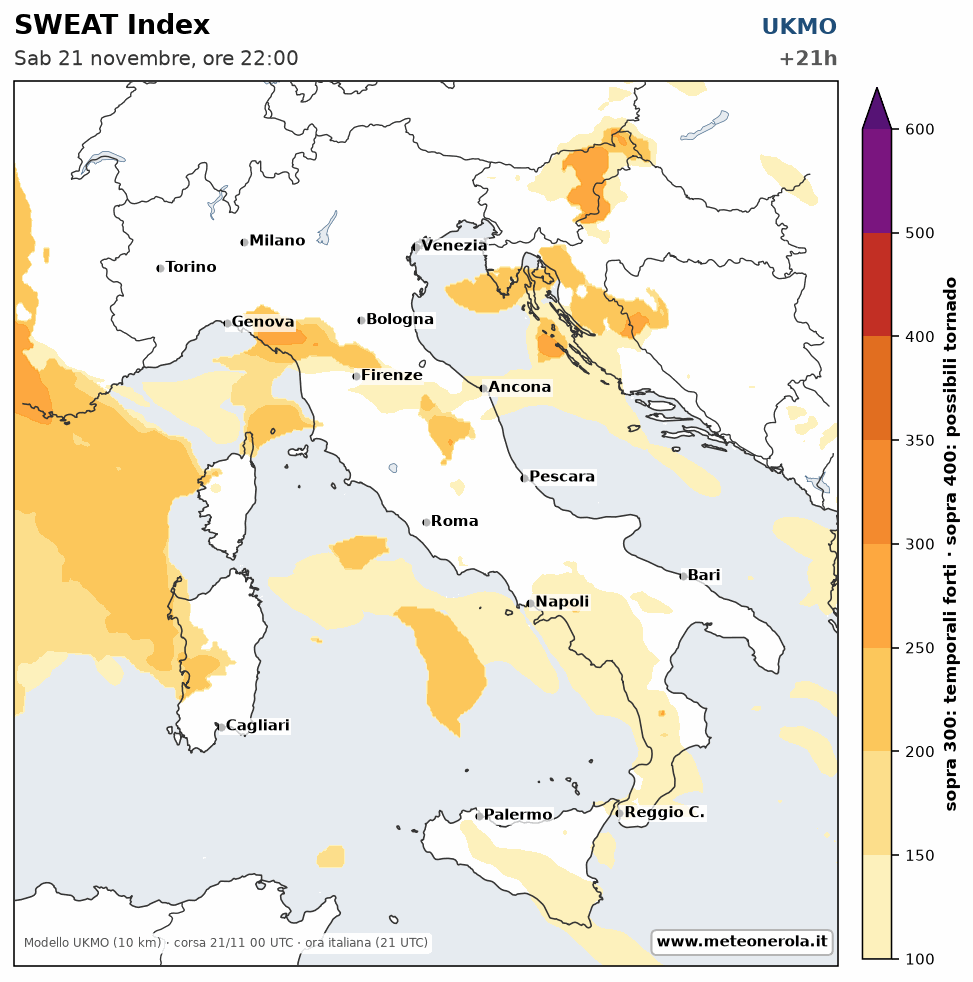 SWEAT Index
UKMO
Sab 21 novembre, ore 22:00
+21h
Milano
Venezia
Torino
Genova
Bologna
Firenze
Ancona
Pescara
Roma
Bari
Napoli
Cagliari
Palermo
Reggio C.
Modello UKMO (10 km) · corsa 21/11 00 UTC · ora italiana (21 UTC)
www.meteonerola.it
600
500
400
350
300
250
200
150
100
sopra 300: temporali forti · sopra 400: possibili tornado